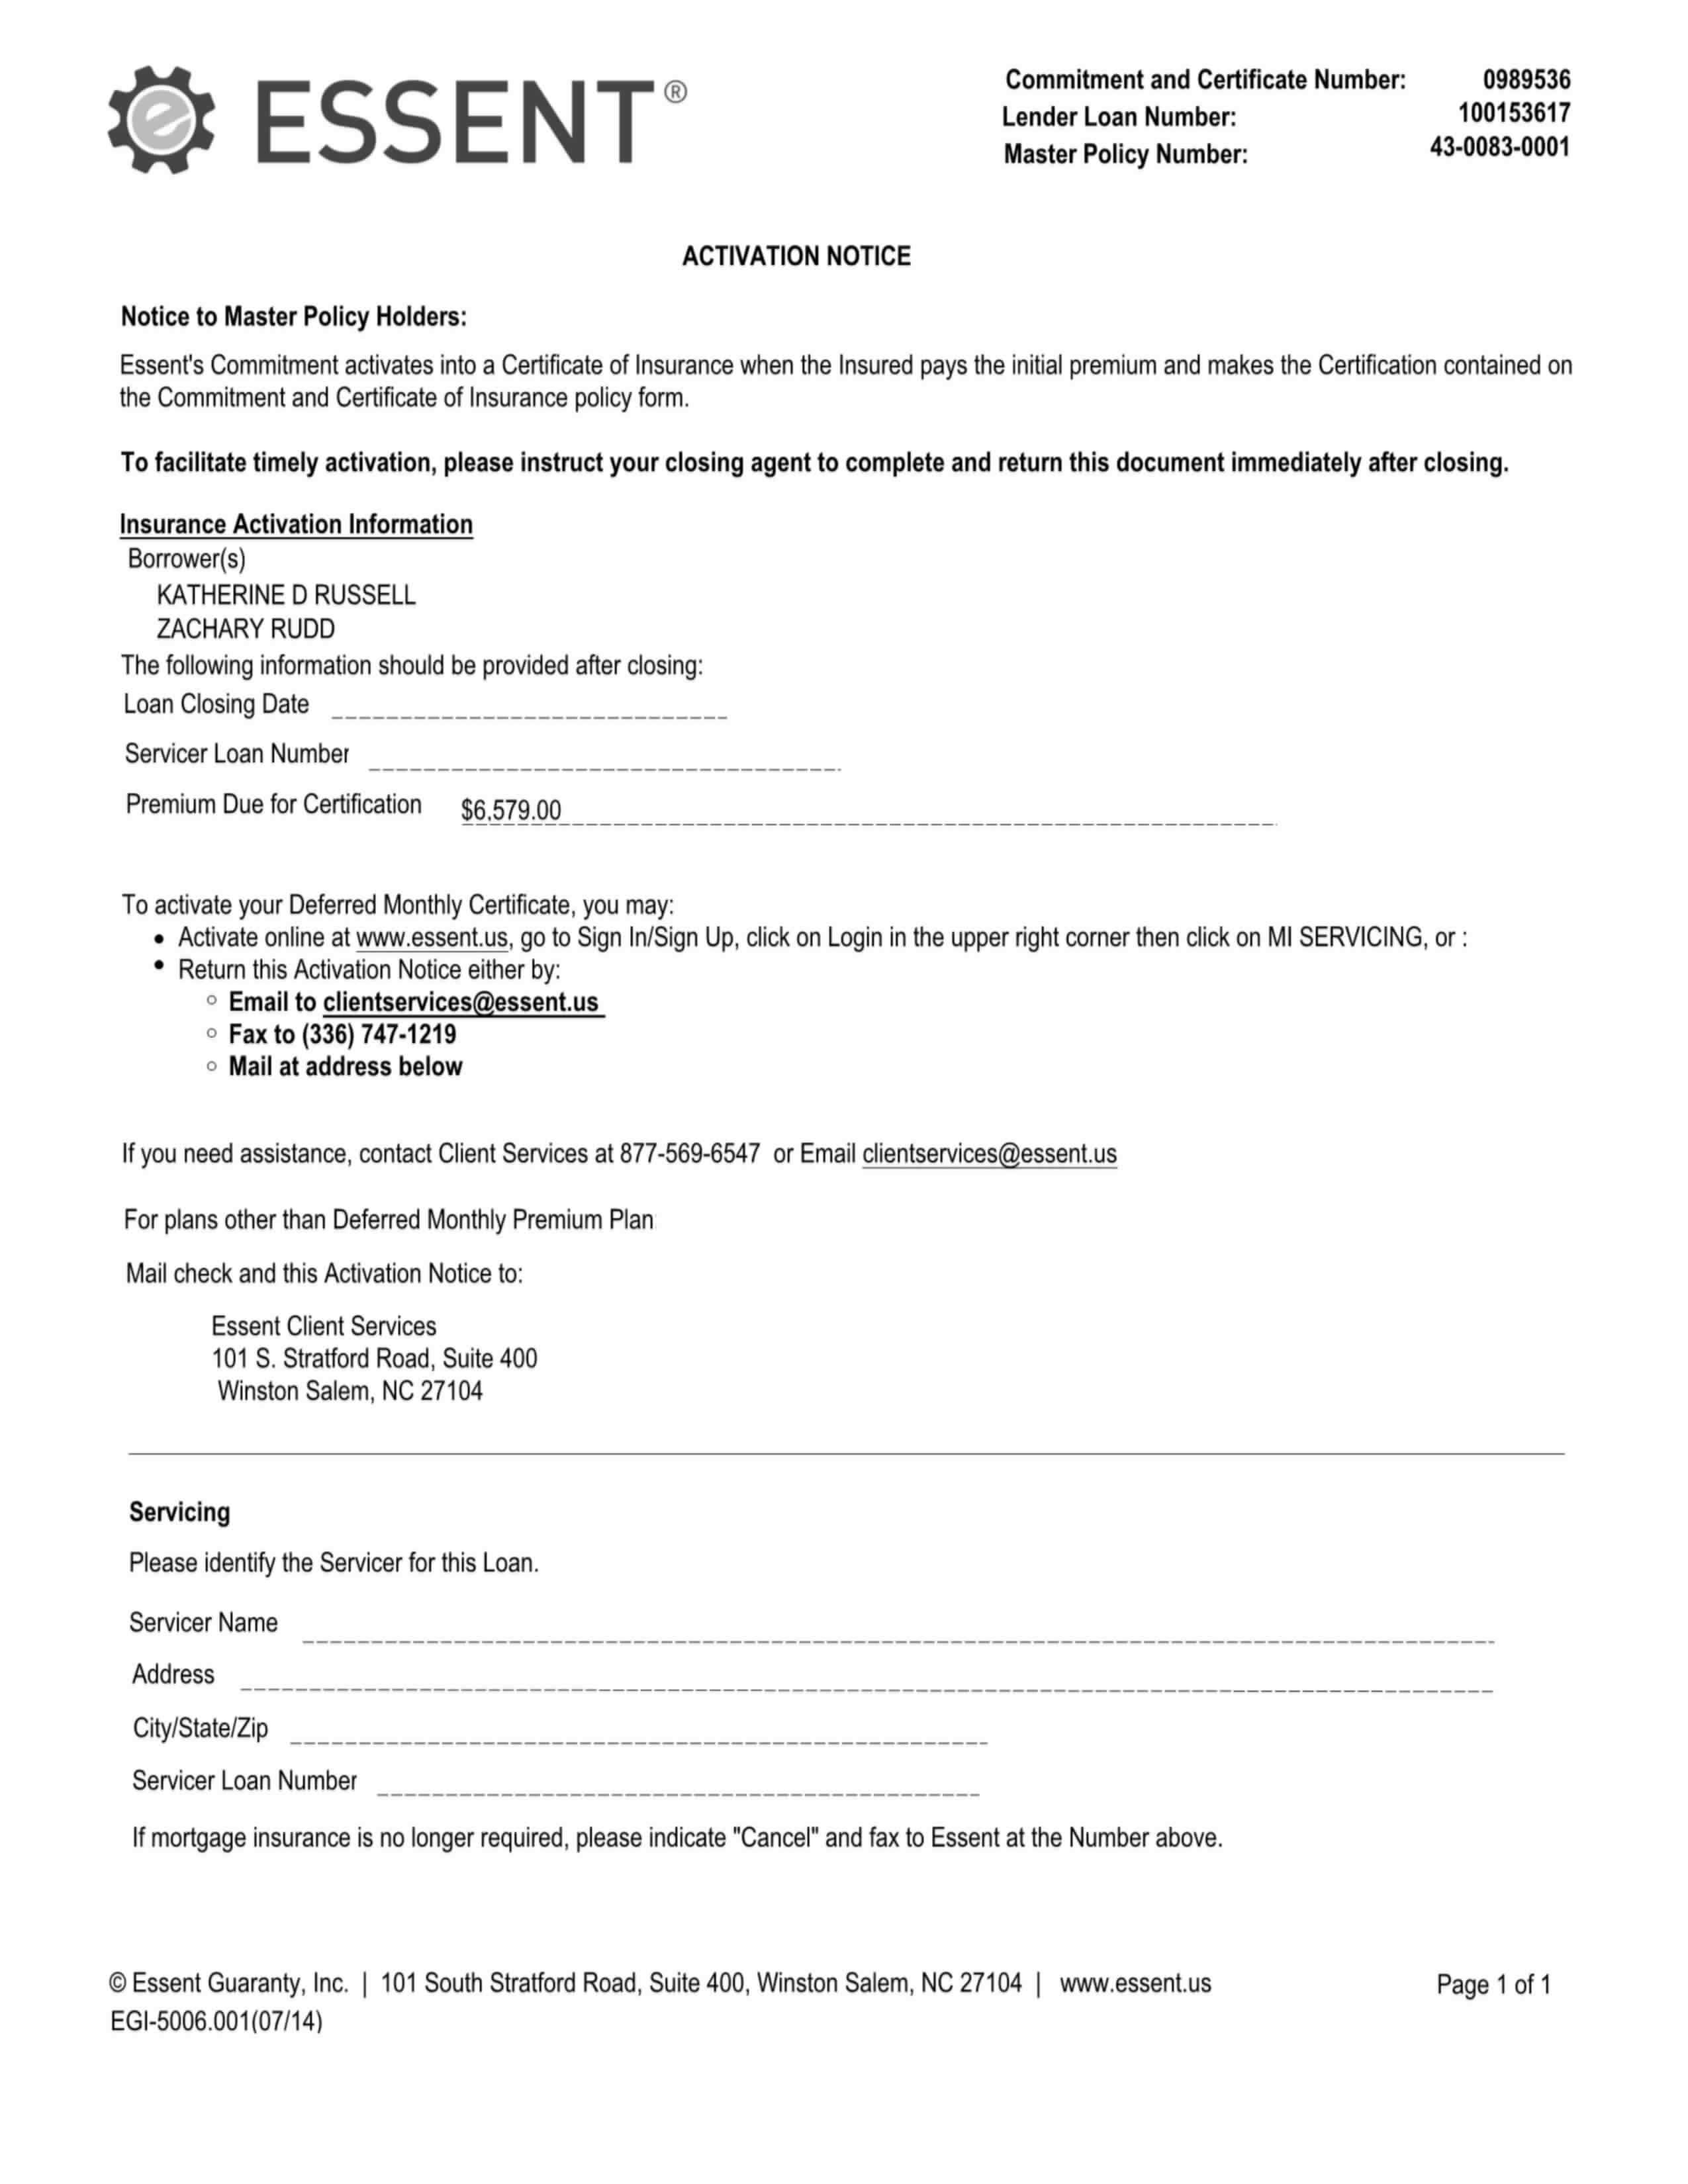 ESSENT®
Commitment and Certificate Number: 0989536
Lender Loan Number: 100153617
Master Policy Number: 43-0083-0001
ACTIVATION NOTICE
Notice to Master Policy Holders:
Essent's Commitment activates into a Certificate of Insurance when the Insured pays the initial premium and makes the Certification contained on
the Commitment and Certificate of Insurance policy form.
To facilitate timely activation, please instruct your closing agent to complete and return this document immediately after closing.
Insurance Activation Information
Borrower(s)
KATHERINE D RUSSELL
ZACHARY RUDD
The following information should be provided after closing:
Loan Closing Date
Servicer Loan Number
Premium Due for Certification $6,579.00
To activate your Deferred Monthly Certificate, you may:
• Activate online at www.essent.us, go to Sign In/Sign Up, click on Login in the upper right corner then click on MI SERVICING, or :
• Return this Activation Notice either by:
○ Email to clientservices@essent.us
○ Fax to (336) 747-1219
○ Mail at address below
If you need assistance, contact Client Services at 877-569-6547 or Email clientservices@essent.us
For plans other than Deferred Monthly Premium Plan
Mail check and this Activation Notice to:
Essent Client Services
101 S. Stratford Road, Suite 400
Winston Salem, NC 27104
Servicing
Please identify the Servicer for this Loan.
Servicer Name
Address
City/State/Zip
Servicer Loan Number
If mortgage insurance is no longer required, please indicate "Cancel" and fax to Essent at the Number above.
© Essent Guaranty, Inc. | 101 South Stratford Road, Suite 400, Winston Salem, NC 27104 | www.essent.us
Page 1 of 1
EGI-5006.001(07/14)